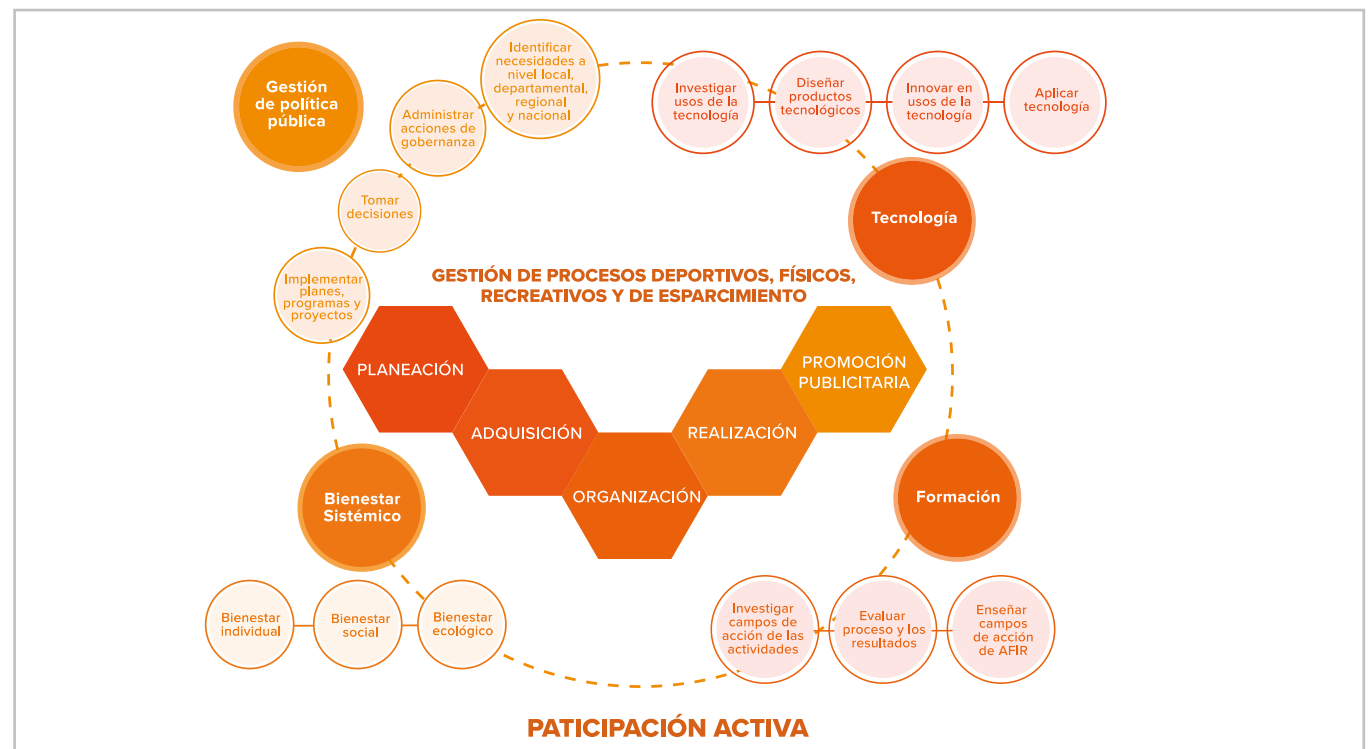 Gestión
de política
pública
Identificar
necesidades a
nivel local,
departamental,
regional
y nacional
Administrar
acciones de
gobernanza
Tomar
decisiones
Implementar
planes,
programas y
proyectos
Investigar
usos de la
tecnología
Diseñar
productos
tecnológicos
Innovar en
usos de la
tecnología
Aplicar
tecnología
Tecnología
GESTIÓN DE PROCESOS DEPORTIVOS, FÍSICOS,
RECREATIVOS Y DE ESPARCIMIENTO
PLANEACIÓN
ADQUISICIÓN
ORGANIZACIÓN
REALIZACIÓN
PROMOCIÓN
PUBLICITARIA
Bienestar
Sistémico
Formación
Bienestar
individual
Bienestar
social
Bienestar
ecológico
Investigar
campos de
acción de las
actividades
Evaluar
proceso y los
resultados
Enseñar
campos
de acción
de AFIR
PATICIPACIÓN ACTIVA